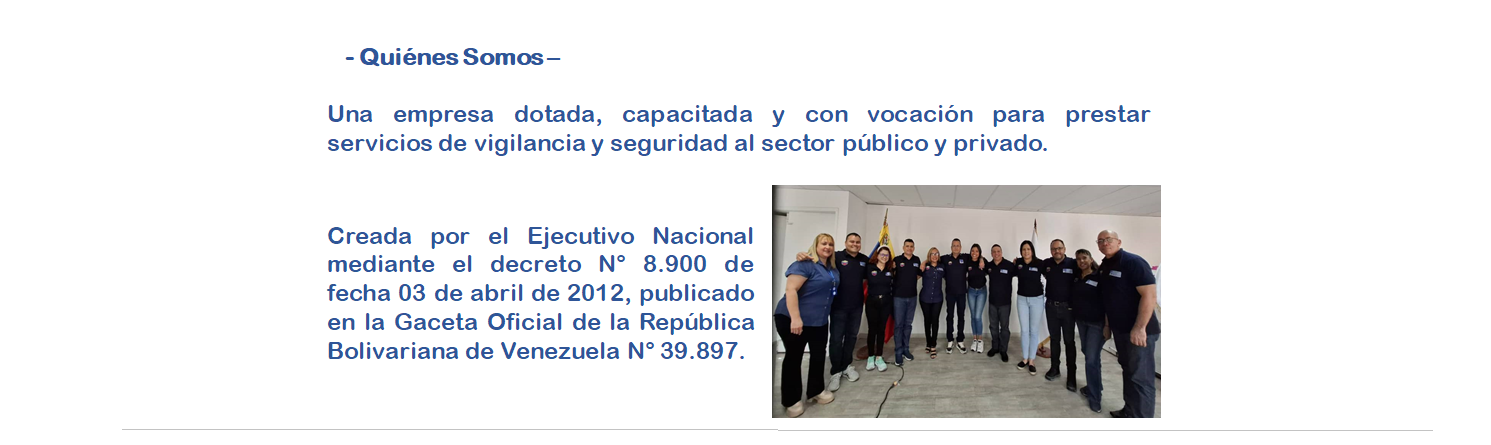 - Quiénes Somos –
Una empresa dotada, capacitada y con vocación para prestar
servicios de vigilancia y seguridad al sector público y privado.
Creada por el Ejecutivo Nacional
mediante el decreto N° 8.900 de
fecha 03 de abril de 2012, publicado
en la Gaceta Oficial de la República
Bolivariana de Venezuela N° 39.897.